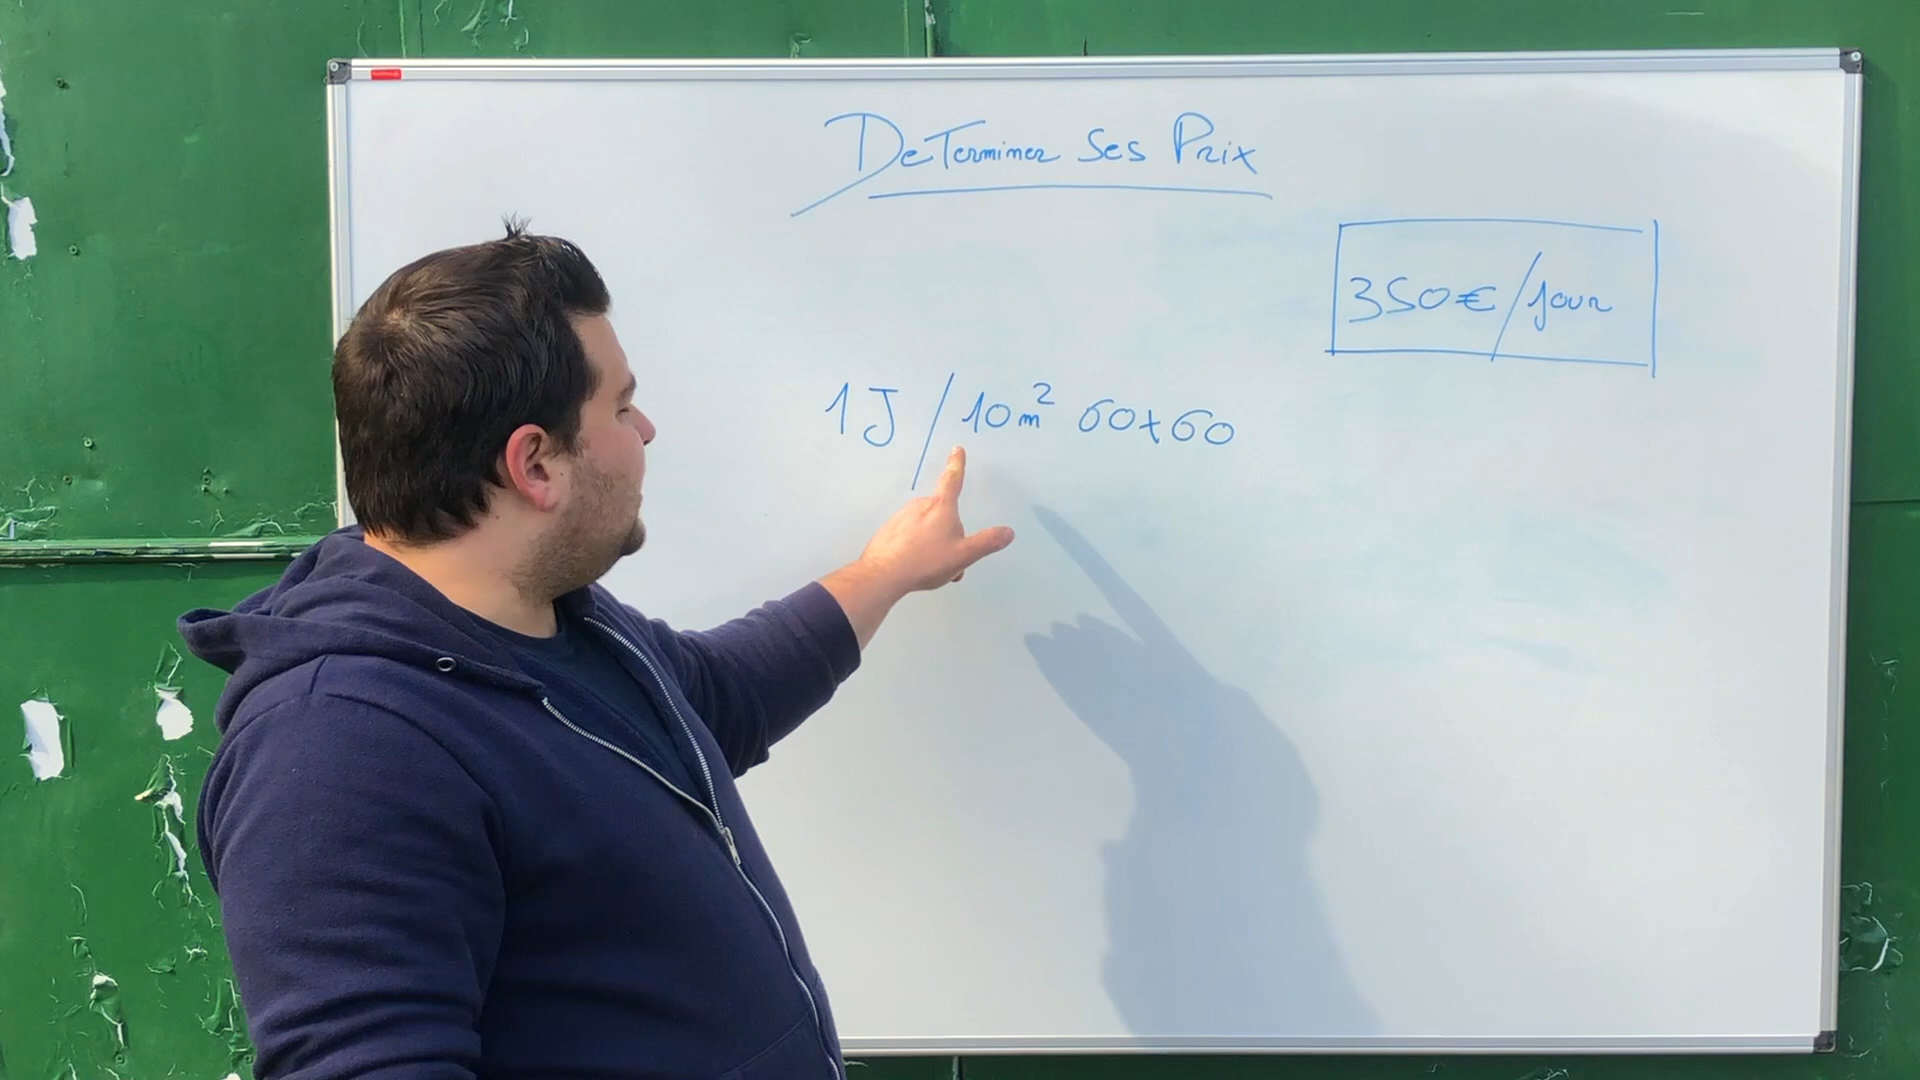 Determiner Ses Prix
350€/jour
1J/10m² 60x60